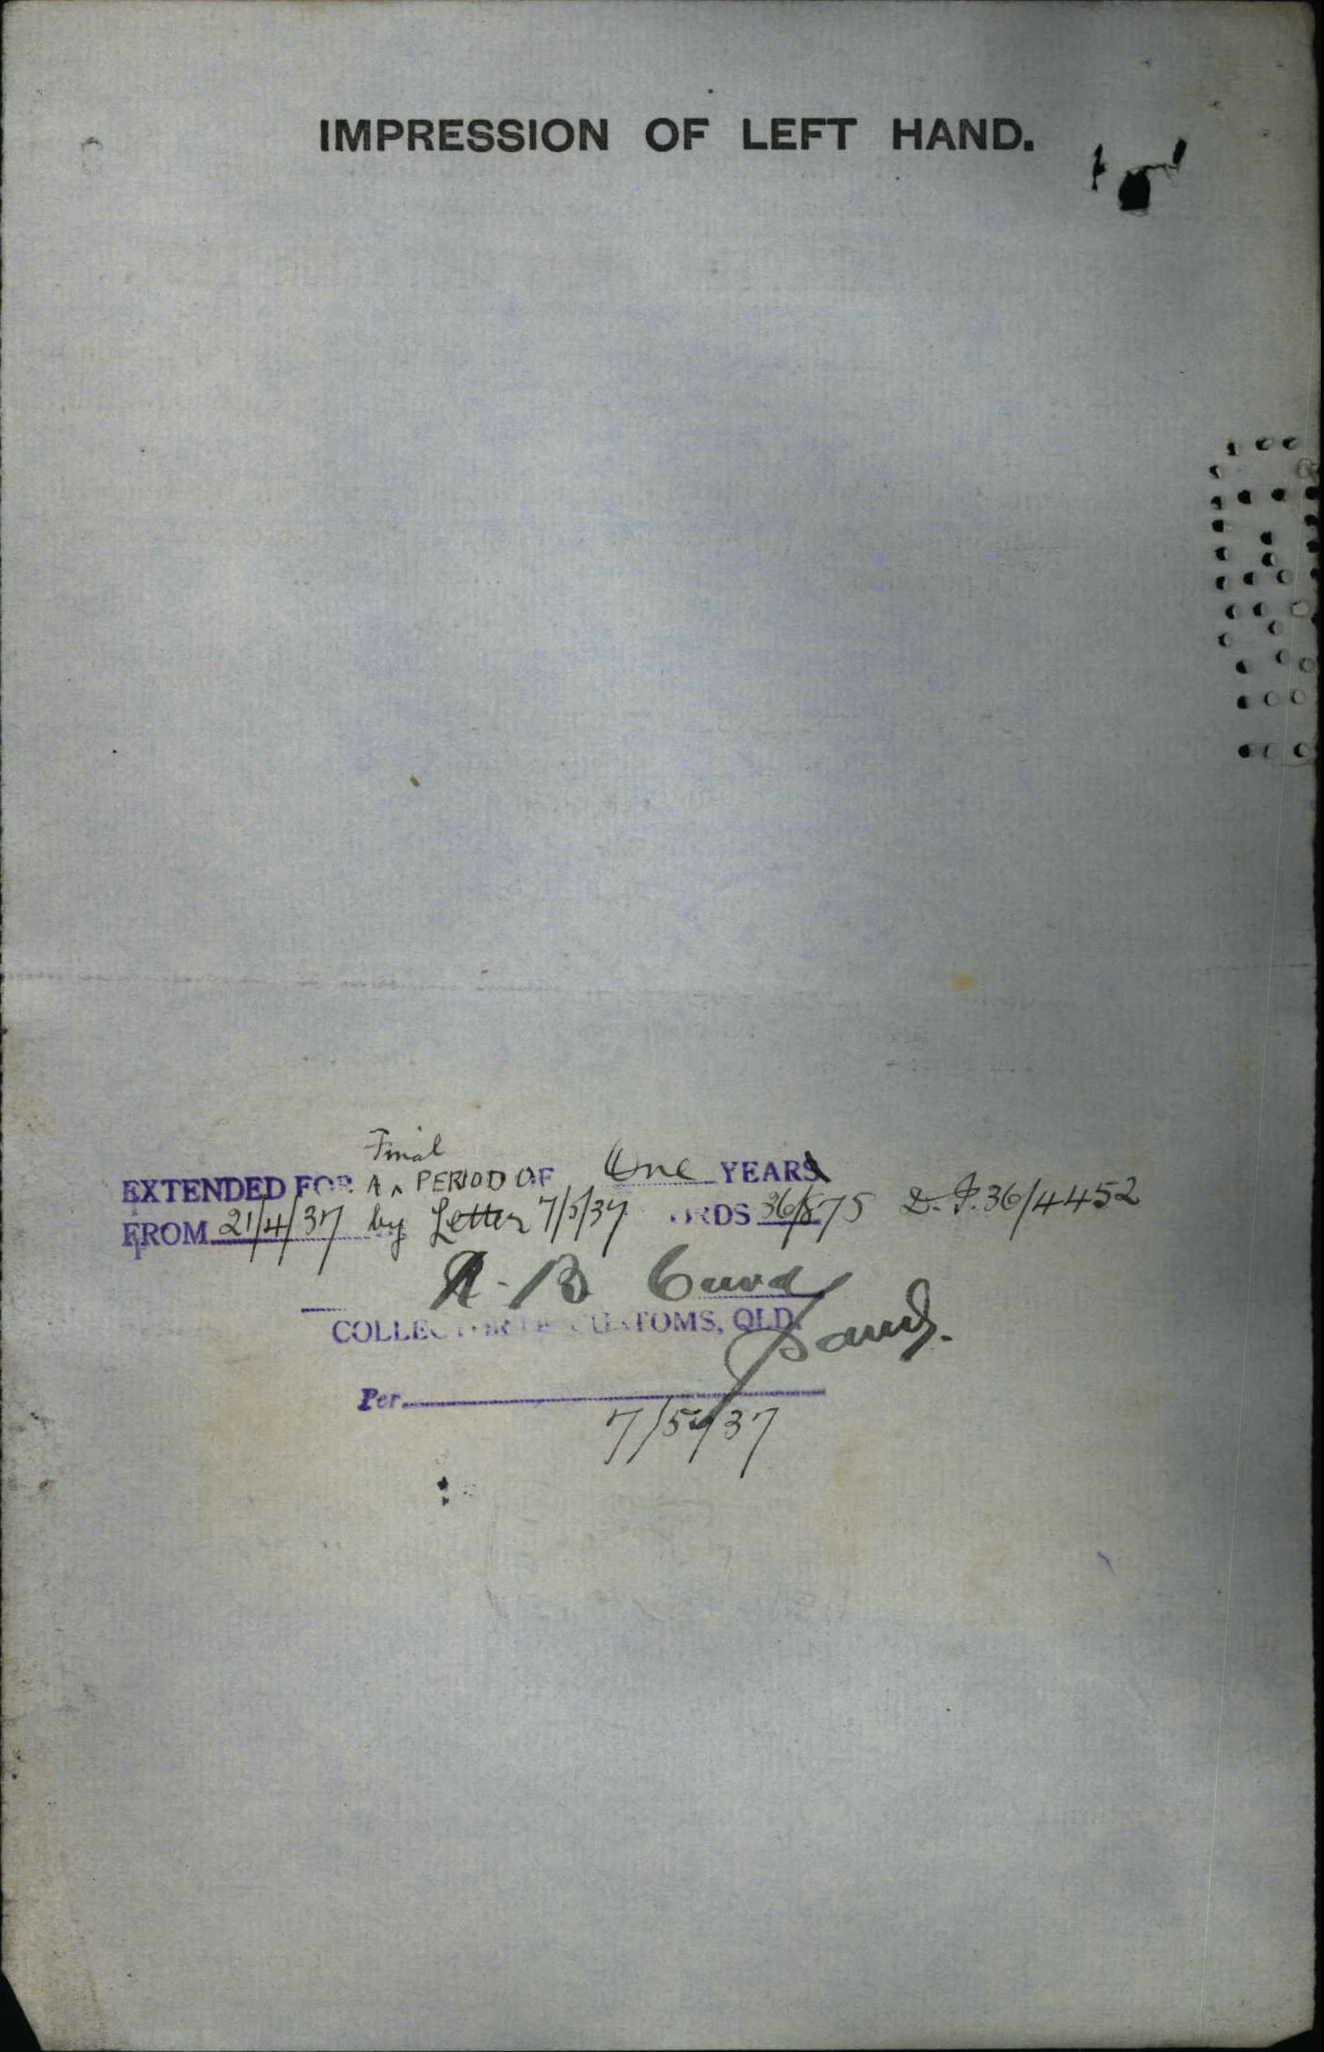 IMPRESSION OF LEFT HAND.
Final
EXTENDED FOR A ^ PERIOD OF One YEARS
FROM 21/4/37 by Letter 7/5/37 RDS 36/875 D.I. 36/4452
COLLECTOR OF CUSTOMS, QLD.
Per
7/5/37